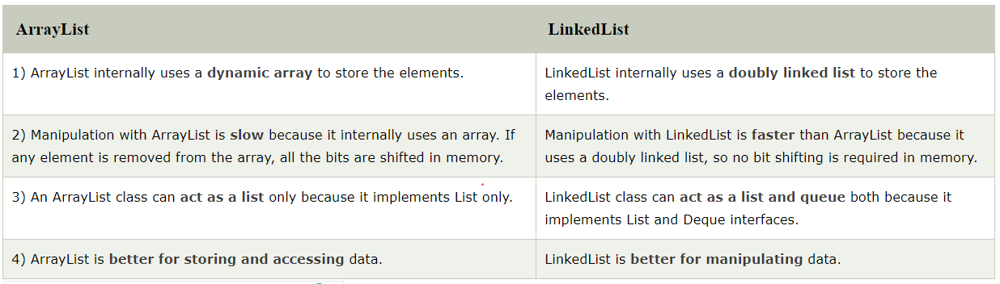 ArrayList
LinkedList
1) ArrayList internally uses a dynamic array to store the elements.
LinkedList internally uses a doubly linked list to store the
elements.
2) Manipulation with ArrayList is slow because it internally uses an array. If
any element is removed from the array, all the bits are shifted in memory.
Manipulation with LinkedList is faster than ArrayList because it
uses a doubly linked list, so no bit shifting is required in memory.
3) An ArrayList class can act as a list only because it implements List only.
LinkedList class can act as a list and queue both because it
implements List and Deque interfaces.
4) ArrayList is better for storing and accessing data.
LinkedList is better for manipulating data.